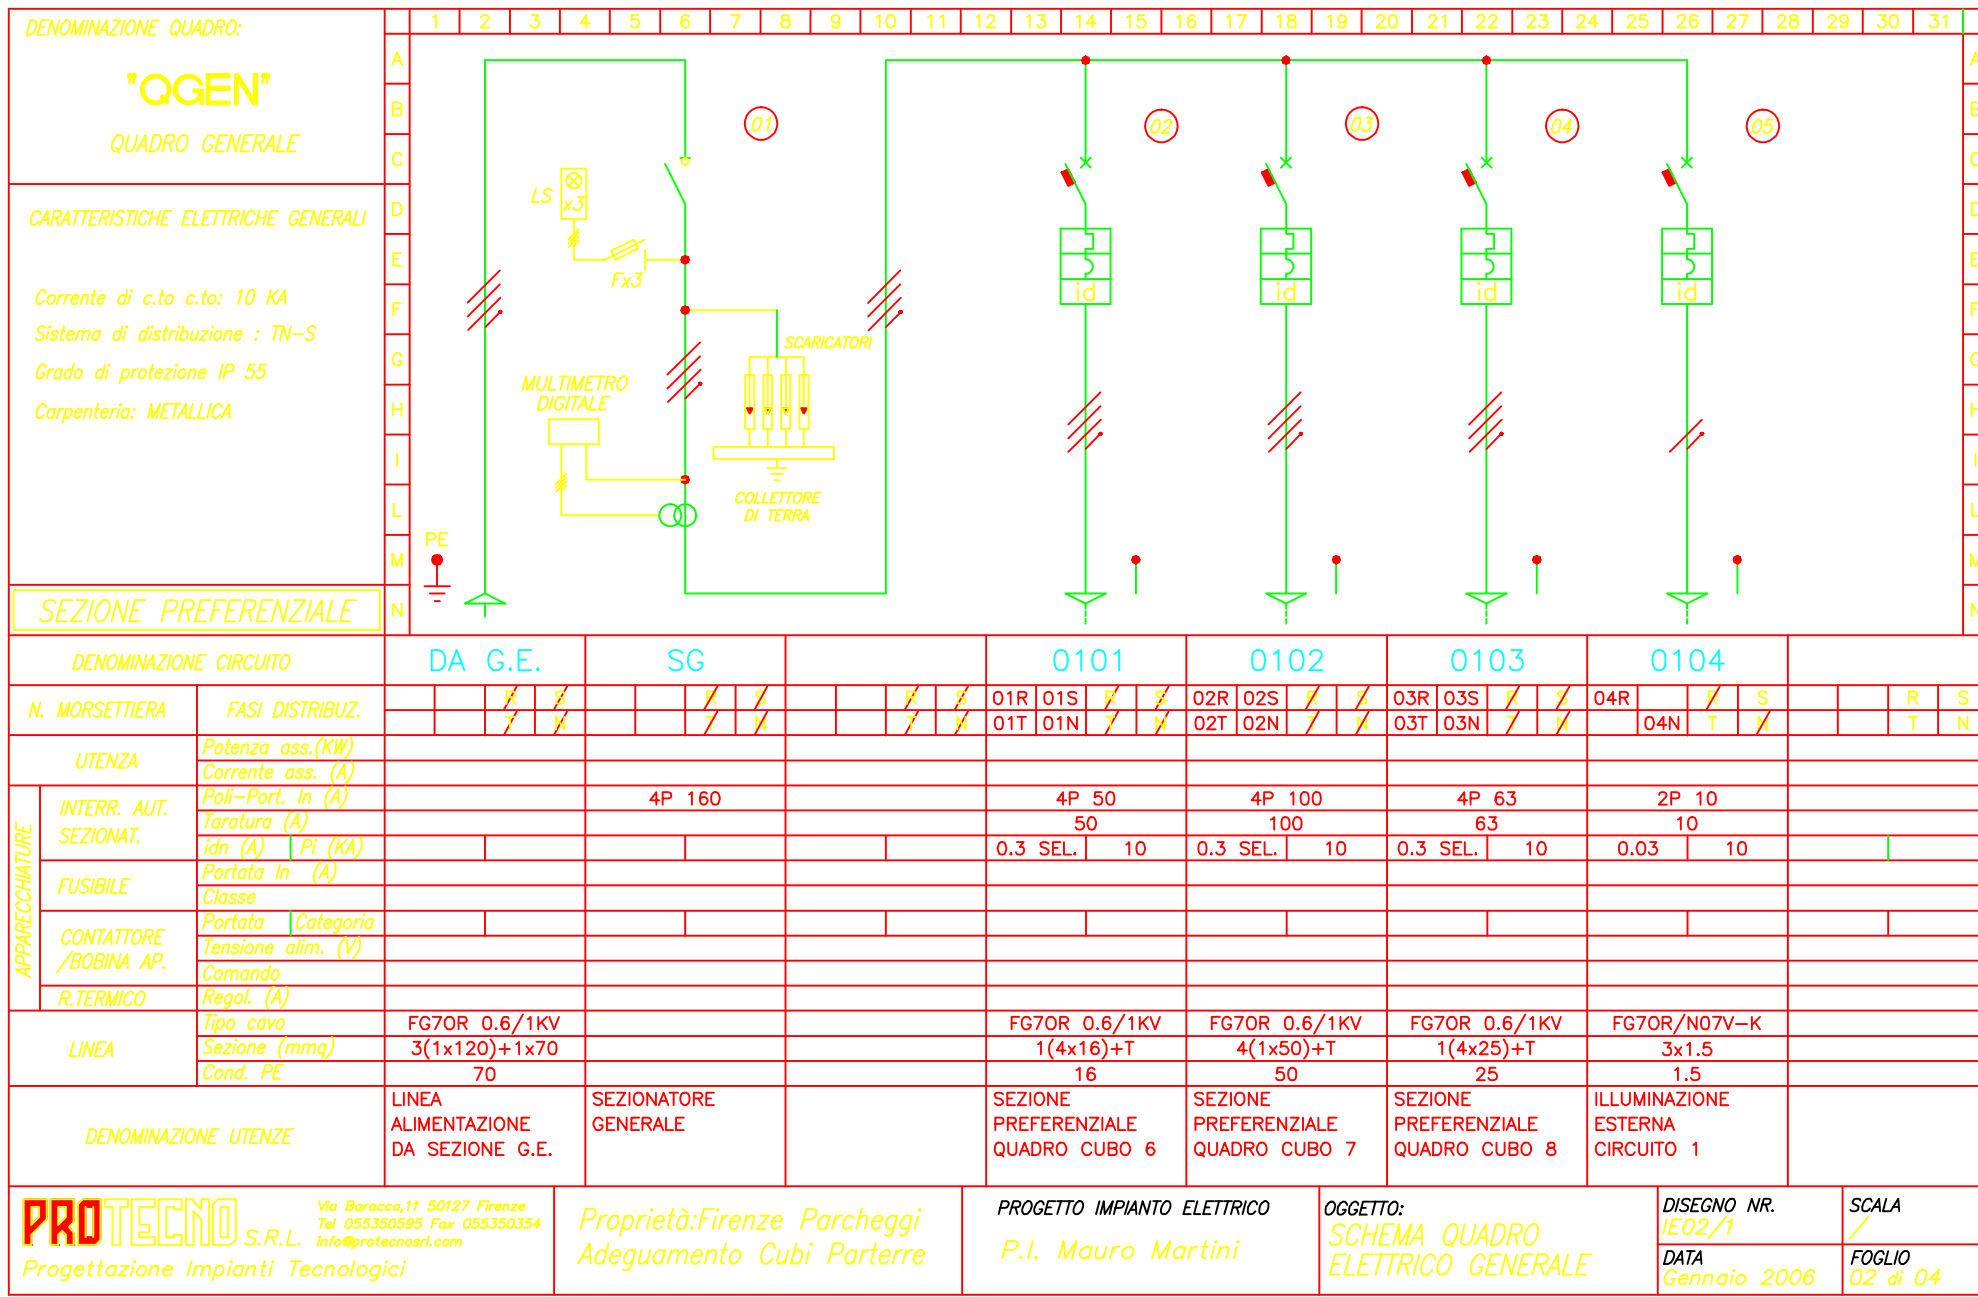 DENOMINAZIONE QUADRO:
"QGEN"
QUADRO GENERALE
CARATTERISTICHE ELETTRICHE GENERALI
Corrente di c.to c.to: 10 KA
Sistema di distribuzione : TN-S
Grado di protezione IP 55
Carpenteria: METALLICA
SEZIONE PREFERENZIALE
1 2 3 4 5 6 7 8 9 10 11 12 13 14 15 16 17 18 19 20 21 22 23 24 25 26 27 28 29 30 31
A
B
C
D
E
F
G
H
I
L
M
N
01 02 03 04 05
LS x3
Fx3
SCARICATORI
MULTIMETRO
DIGITALE
COLLETTORE
DI TERRA
PE
id id id id
DENOMINAZIONE CIRCUITO DA G.E. SG 0101 0102 0103 0104
N. MORSETTIERA FASI DISTRIBUZ.
R S R S R S 01R 01S R S 02R 02S R S 03R 03S R S 04R R S R S
T N T N T N 01T 01N T N 02T 02N T N 03T 03N T N 04N T N T N
UTENZA
Potenza ass.(KW)
Corrente ass. (A)
APPARECCHIATURE
INTERR. AUT.
SEZIONAT.
Poli-Port. In (A) 4P 160 4P 50 4P 100 4P 63 2P 10
Taratura (A) 50 100 63 10
idn (A) Pi (KA) 0.3 SEL. 10 0.3 SEL. 10 0.3 SEL. 10 0.03 10
FUSIBILE
Portata In (A)
Classe
CONTATTORE
/BOBINA AP.
Portata Categoria
Tensione alim. (V)
Comando
R.TERMICO Regol. (A)
LINEA
Tipo cavo FG7OR 0.6/1KV FG7OR 0.6/1KV FG7OR 0.6/1KV FG7OR 0.6/1KV FG7OR/N07V-K
Sezione (mmq) 3(1x120)+1x70 1(4x16)+T 4(1x50)+T 1(4x25)+T 3x1.5
Cond. PE 70 16 50 25 1.5
DENOMINAZIONE UTENZE
LINEA
ALIMENTAZIONE
DA SEZIONE G.E.
SEZIONATORE
GENERALE
SEZIONE
PREFERENZIALE
QUADRO CUBO 6
SEZIONE
PREFERENZIALE
QUADRO CUBO 7
SEZIONE
PREFERENZIALE
QUADRO CUBO 8
ILLUMINAZIONE
ESTERNA
CIRCUITO 1
PROTECNO S.R.L.
Via Baracca,11 50127 Firenze
Tel 055350595 Fax 055350354
info@protecnosrl.com
Progettazione Impianti Tecnologici
Proprietà:Firenze Parcheggi
Adeguamento Cubi Parterre
PROGETTO IMPIANTO ELETTRICO
P.I. Mauro Martini
OGGETTO:
SCHEMA QUADRO
ELETTRICO GENERALE
DISEGNO NR.
IE02/1
SCALA
/
DATA
Gennaio 2006
FOGLIO
02 di 04